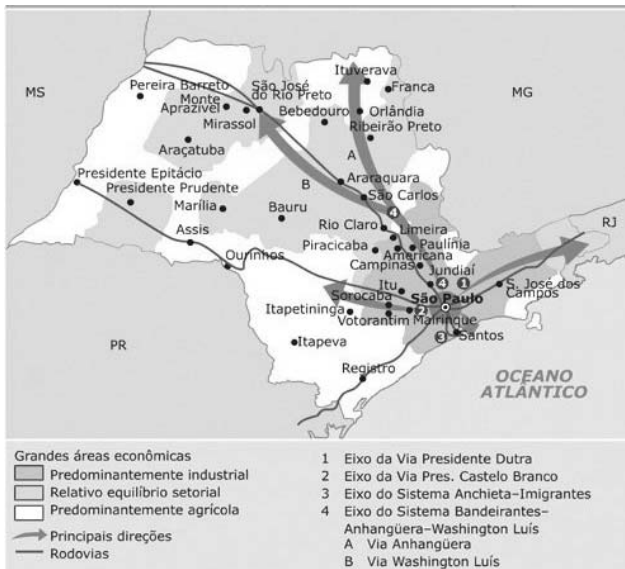 Ituverava
MS
Pereira Barreto
São José
do Rio Preto
Franca
MG
Monte
Aprazível
Mirassol
Bebedouro
Orlândia
Ribeirão Preto
Araçatuba
A
Araraquara
Presidente Epitácio
B
São Carlos
Presidente Prudente
4
RJ
Marília
Bauru
Rio Claro
Limeira
Assis
Piracicaba
Paulínia
Americana
Ourinhos
Campinas
Jundiaí
4
1
Itu
S. José dos
Campos
Sorocaba
São Paulo
Itapetininga
2
Votorantim
Mairinque
3
Santos
PR
Itapeva
Registro
OCEANO
ATLÂNTICO
Grandes áreas econômicas
Predominantemente industrial
Relativo equilíbrio setorial
Predominantemente agrícola
Principais direções
Rodovias
1 Eixo da Via Presidente Dutra
2 Eixo da Via Pres. Castelo Branco
3 Eixo do Sistema Anchieta–Imigrantes
4 Eixo do Sistema Bandeirantes–
Anhangüera–Washington Luís
A Via Anhangüera
B Via Washington Luís